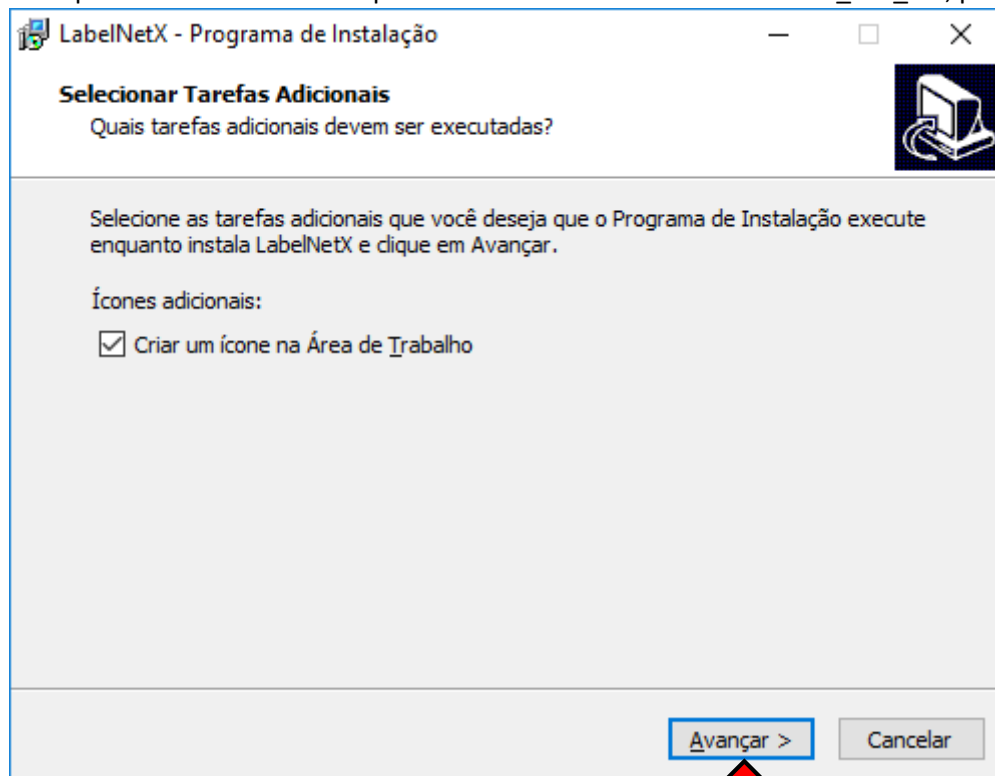 LabelNetX - Programa de Instalação
Selecionar Tarefas Adicionais
Quais tarefas adicionais devem ser executadas?
Selecione as tarefas adicionais que você deseja que o Programa de Instalação execute
enquanto instala LabelNetX e clique em Avançar.
Ícones adicionais:
Criar um ícone na Área de Trabalho
Avançar >
Cancelar